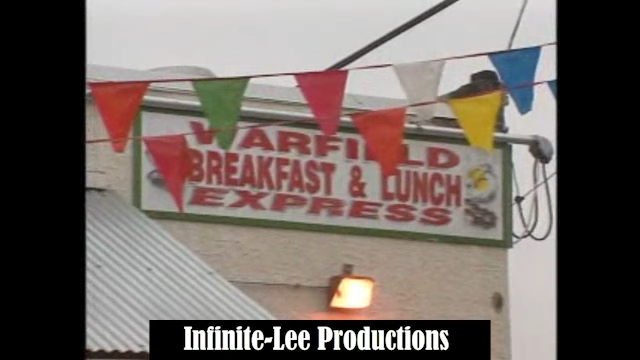 WARFIELD
BREAKFAST & LUNCH
EXPRESS
Infinite-Lee Productions